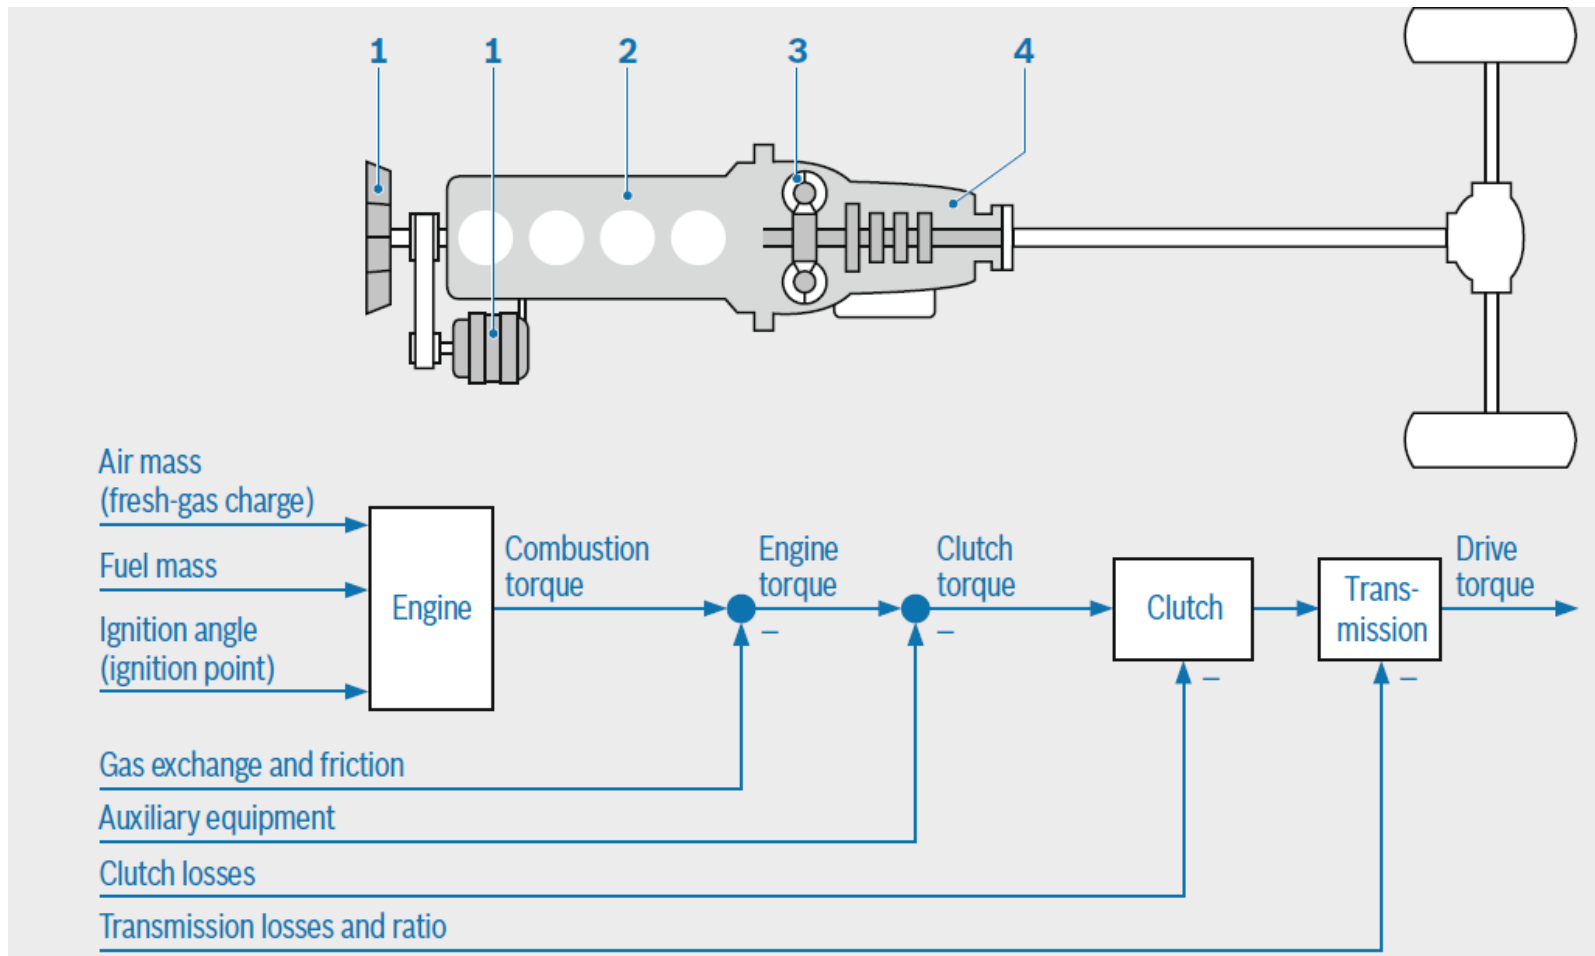 1
1
2
3
4
Air mass
(fresh-gas charge)
Fuel mass
Ignition angle
(ignition point)
Engine
Combustion
torque
Engine
torque
–
Clutch
torque
–
Clutch
–
Trans-
mission
–
Drive
torque
Gas exchange and friction
Auxiliary equipment
Clutch losses
Transmission losses and ratio